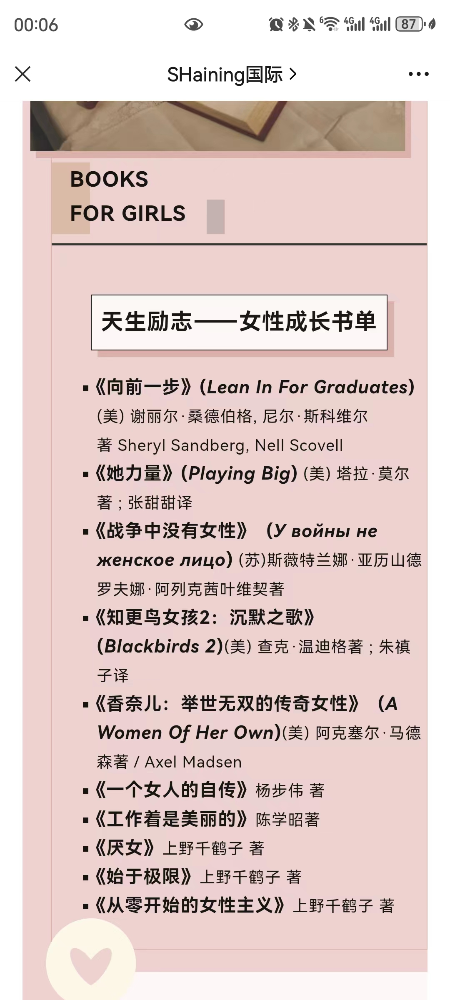 00:06
6 4G 4G 87
SHaining国际
BOOKS
FOR GIRLS
天生励志——女性成长书单
▪《向前一步》(Lean In For Graduates)
(美) 谢丽尔·桑德伯格, 尼尔·斯科维尔
著 Sheryl Sandberg, Nell Scovell
▪《她力量》(Playing Big) (美) 塔拉·莫尔
著 ; 张甜甜译
▪《战争中没有女性》 (У войны не
женское лицо) (苏)斯薇特兰娜·亚历山德
罗夫娜·阿列克茜叶维契著
▪《知更鸟女孩2：沉默之歌》
(Blackbirds 2)(美) 查克·温迪格著 ; 朱禛
子译
▪《香奈儿：举世无双的传奇女性》 (A
Women Of Her Own)(美) 阿克塞尔·马德
森著 / Axel Madsen
▪《一个女人的自传》杨步伟 著
▪《工作着是美丽的》陈学昭著
▪《厌女》上野千鹤子 著
▪《始于极限》上野千鹤子 著
▪《从零开始的女性主义》上野千鹤子 著